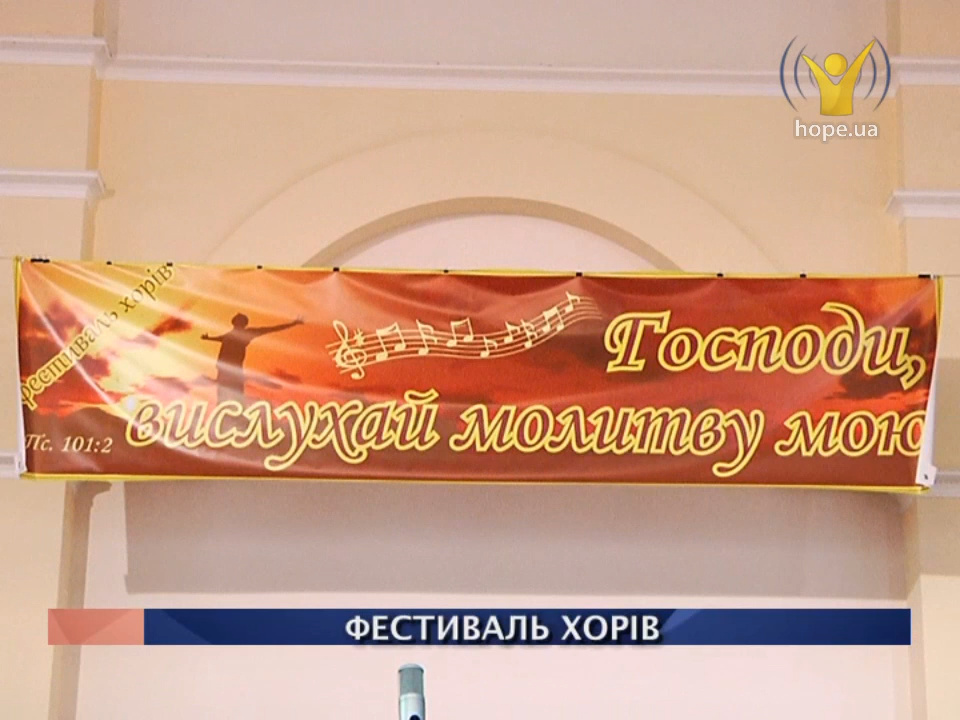 hope.ua
фестиваль хорів
Господи,
вислухай молитву мою
Пс. 101:2
ФЕСТИВАЛЬ ХОРІВ